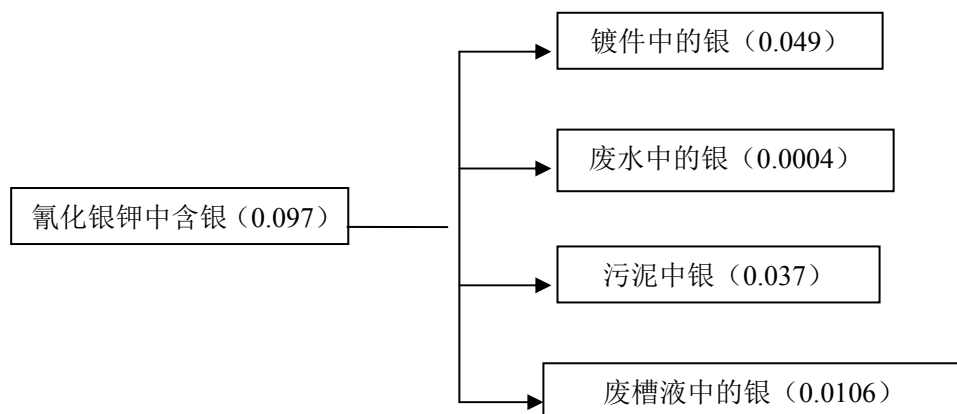 镀件中的银（0.049）
废水中的银（0.0004）
氰化银钾中含银（0.097）
污泥中银（0.037）
废槽液中的银（0.0106）